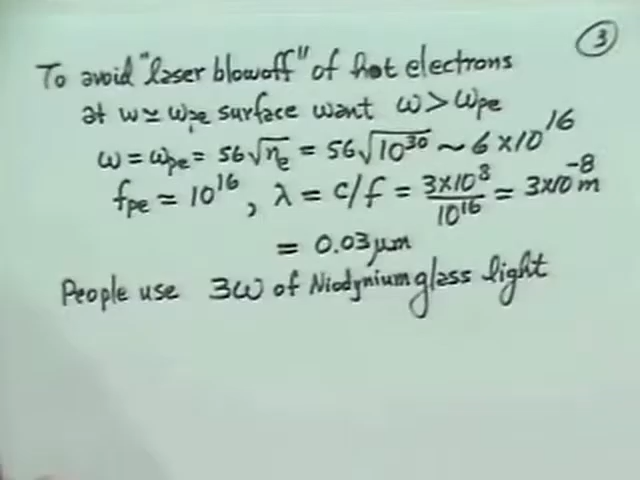 ③
To avoid "laser blowoff" of hot electrons
at ω ≃ ωpe surface want ω > ωpe
ω = ωpe = 56√ne = 56√10^30 ~ 6×10^16
fpe = 10^16, λ = c/f = 3×10^8/10^16 = 3×10^-8 m
= 0.03 μm
People use 3ω of Niodynium glass light